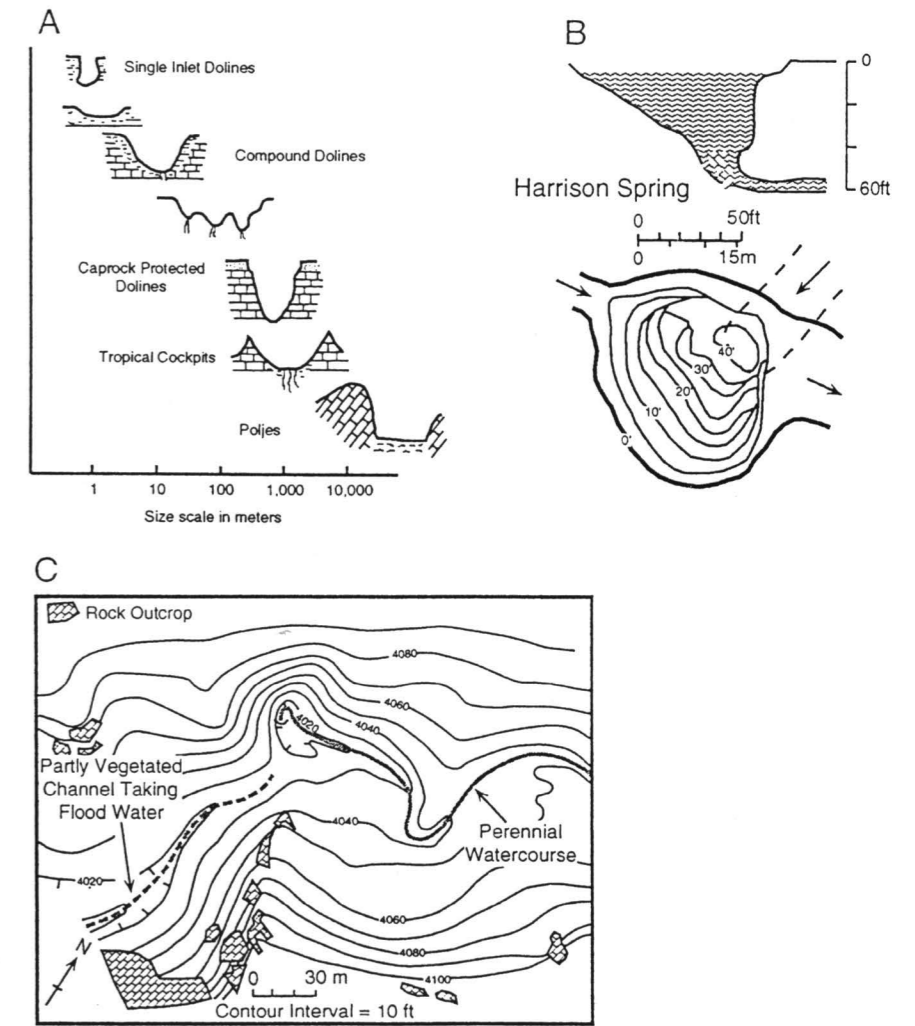 A
Single Inlet Dolines
Compound Dolines
Caprock Protected
Dolines
Tropical Cockpits
Poljes
1 10 100 1,000 10,000
Size scale in meters
B
0
60ft
Harrison Spring
0 50ft
0 15m
40'
30'
20'
10'
0'
C
Rock Outcrop
4080
4060
4020
4040
Partly Vegetated
Channel Taking
Flood Water
4040
Perennial
Watercourse
4020
4060
N
4080
4100
0 30 m
Contour Interval = 10 ft